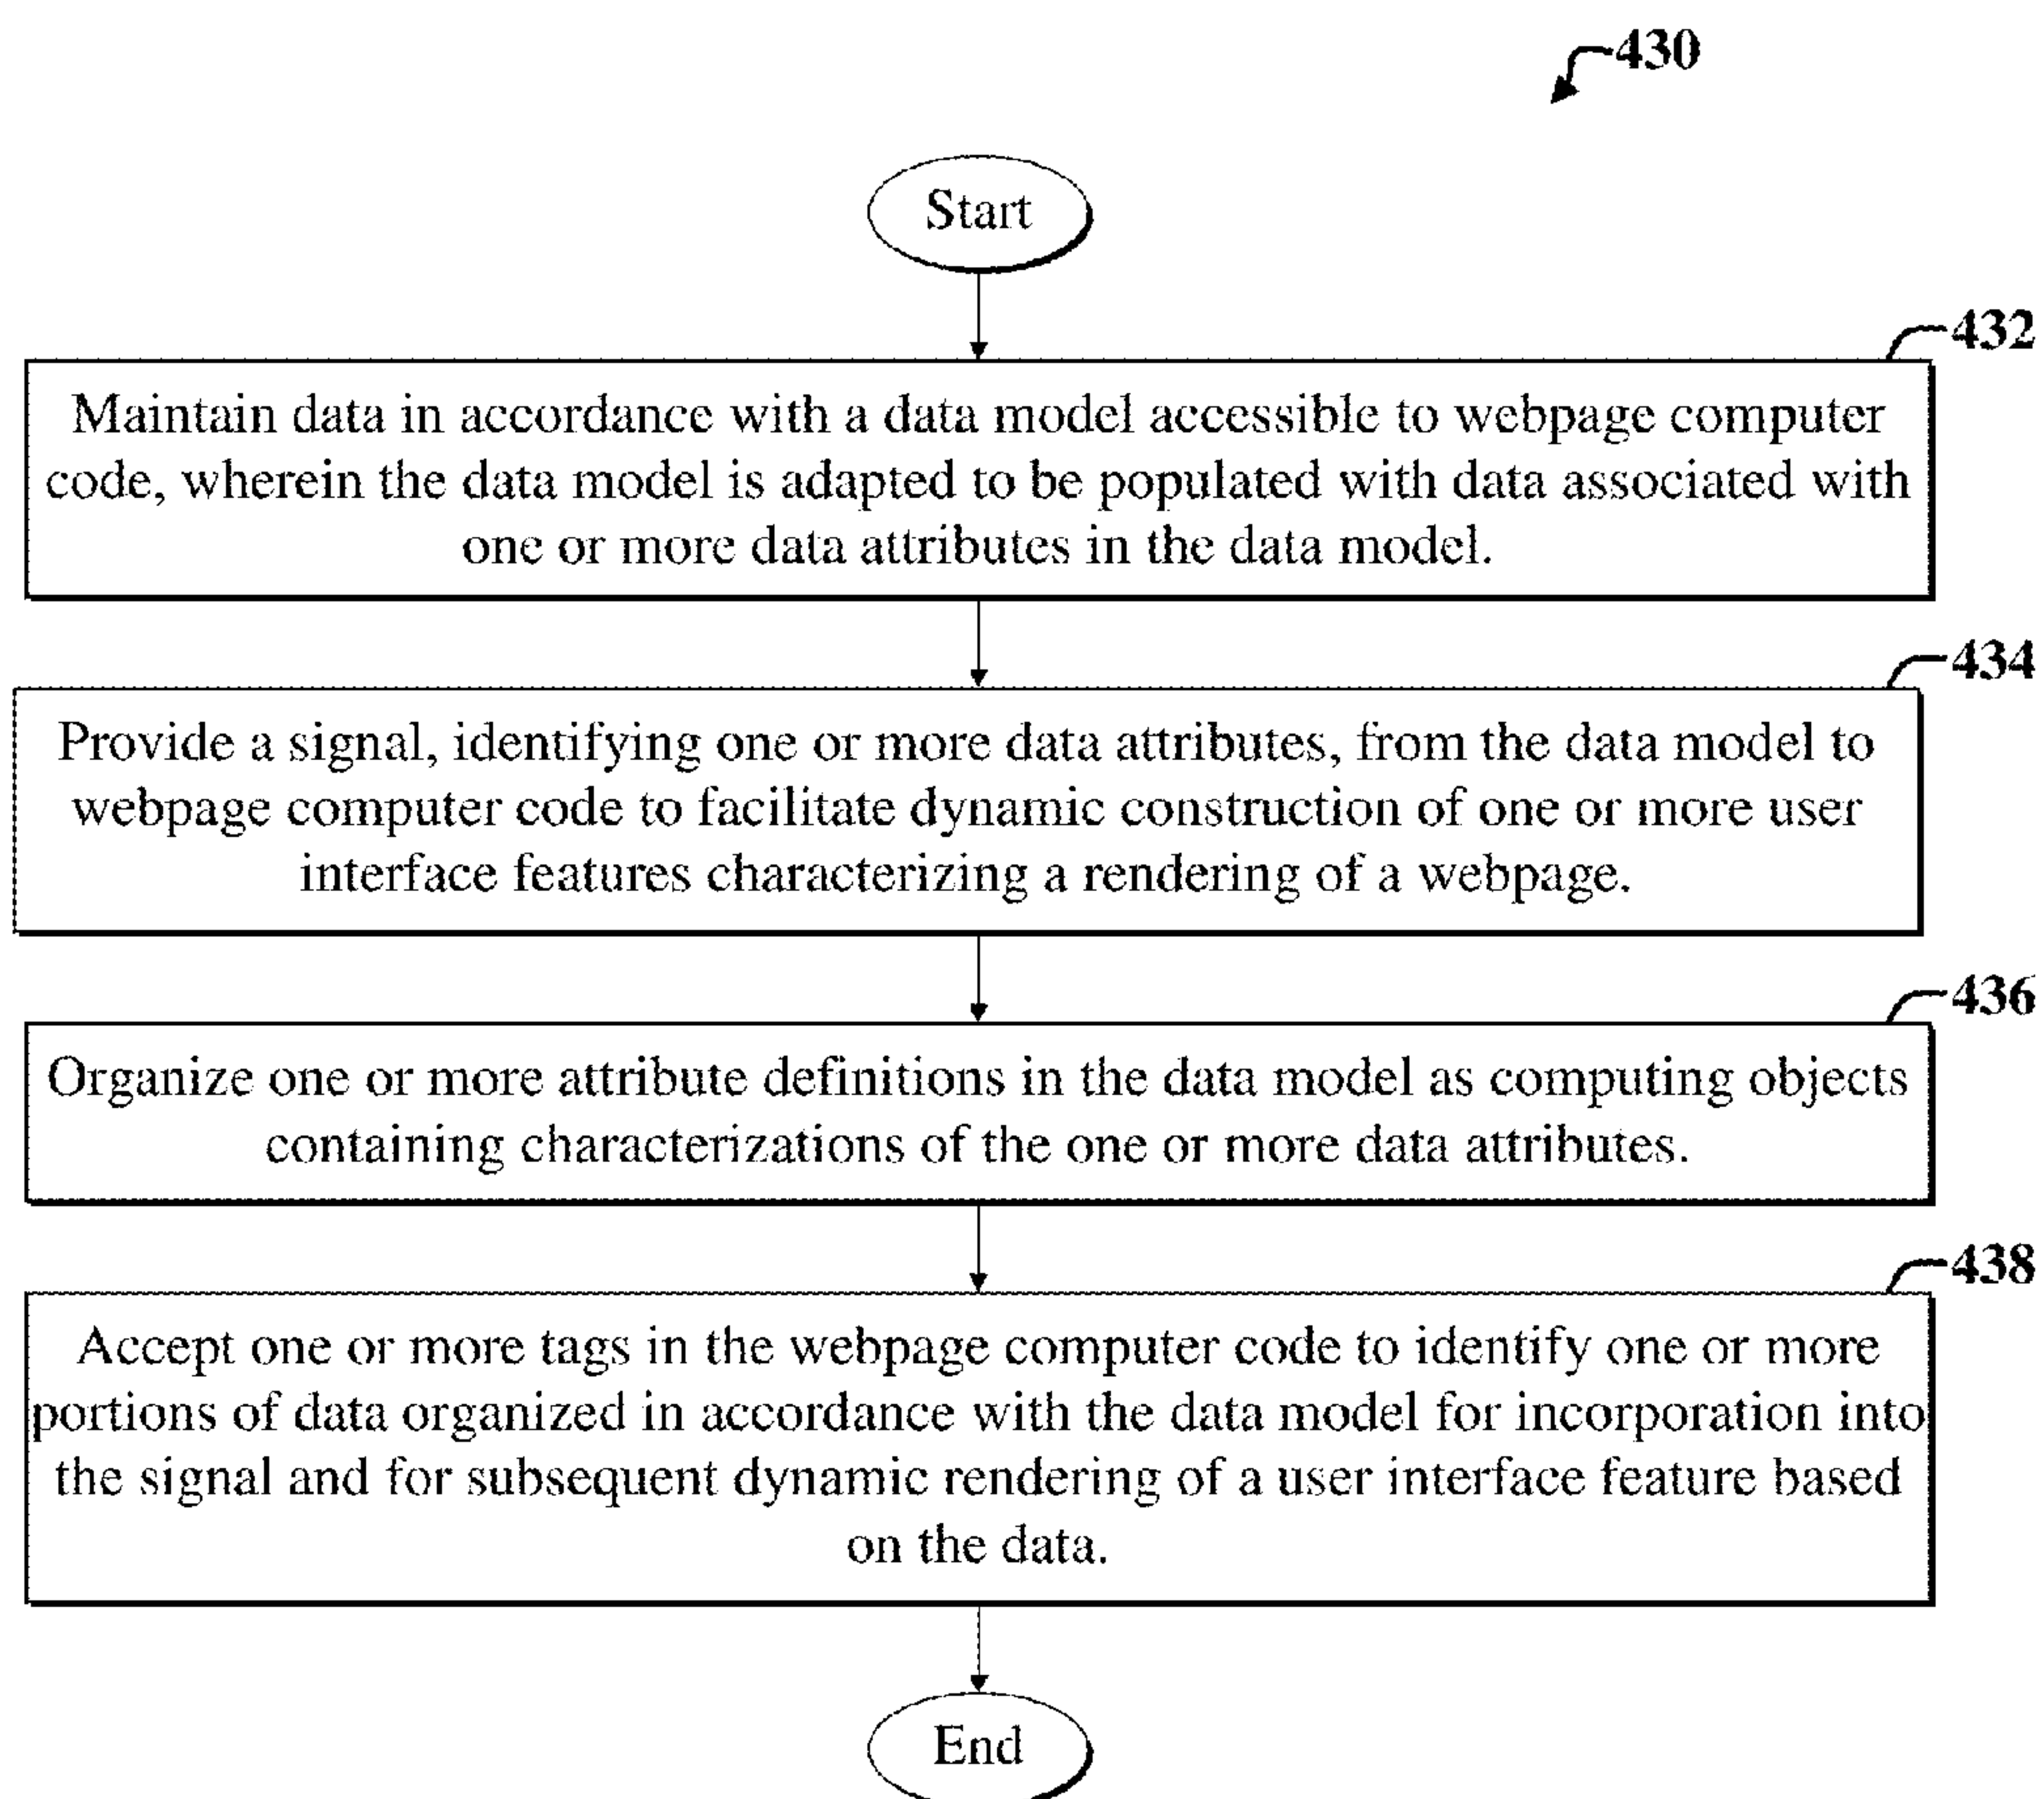 430
Start
432
Maintain data in accordance with a data model accessible to webpage computer
code, wherein the data model is adapted to be populated with data associated with
one or more data attributes in the data model.
434
Provide a signal, identifying one or more data attributes, from the data model to
webpage computer code to facilitate dynamic construction of one or more user
interface features characterizing a rendering of a webpage.
436
Organize one or more attribute definitions in the data model as computing objects
containing characterizations of the one or more data attributes.
438
Accept one or more tags in the webpage computer code to identify one or more
portions of data organized in accordance with the data model for incorporation into
the signal and for subsequent dynamic rendering of a user interface feature based
on the data.
End